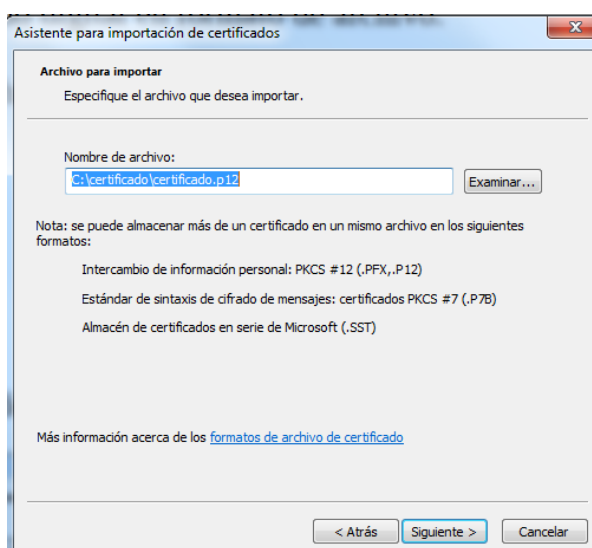 Asistente para importación de certificados
Archivo para importar
Especifique el archivo que desea importar.
Nombre de archivo:
C:\certificado\certificado.p12
Examinar...
Nota: se puede almacenar más de un certificado en un mismo archivo en los siguientes
formatos:
Intercambio de información personal: PKCS #12 (.PFX,.P12)
Estándar de sintaxis de cifrado de mensajes: certificados PKCS #7 (.P7B)
Almacén de certificados en serie de Microsoft (.SST)
Más información acerca de los formatos de archivo de certificado
< Atrás Siguiente > Cancelar